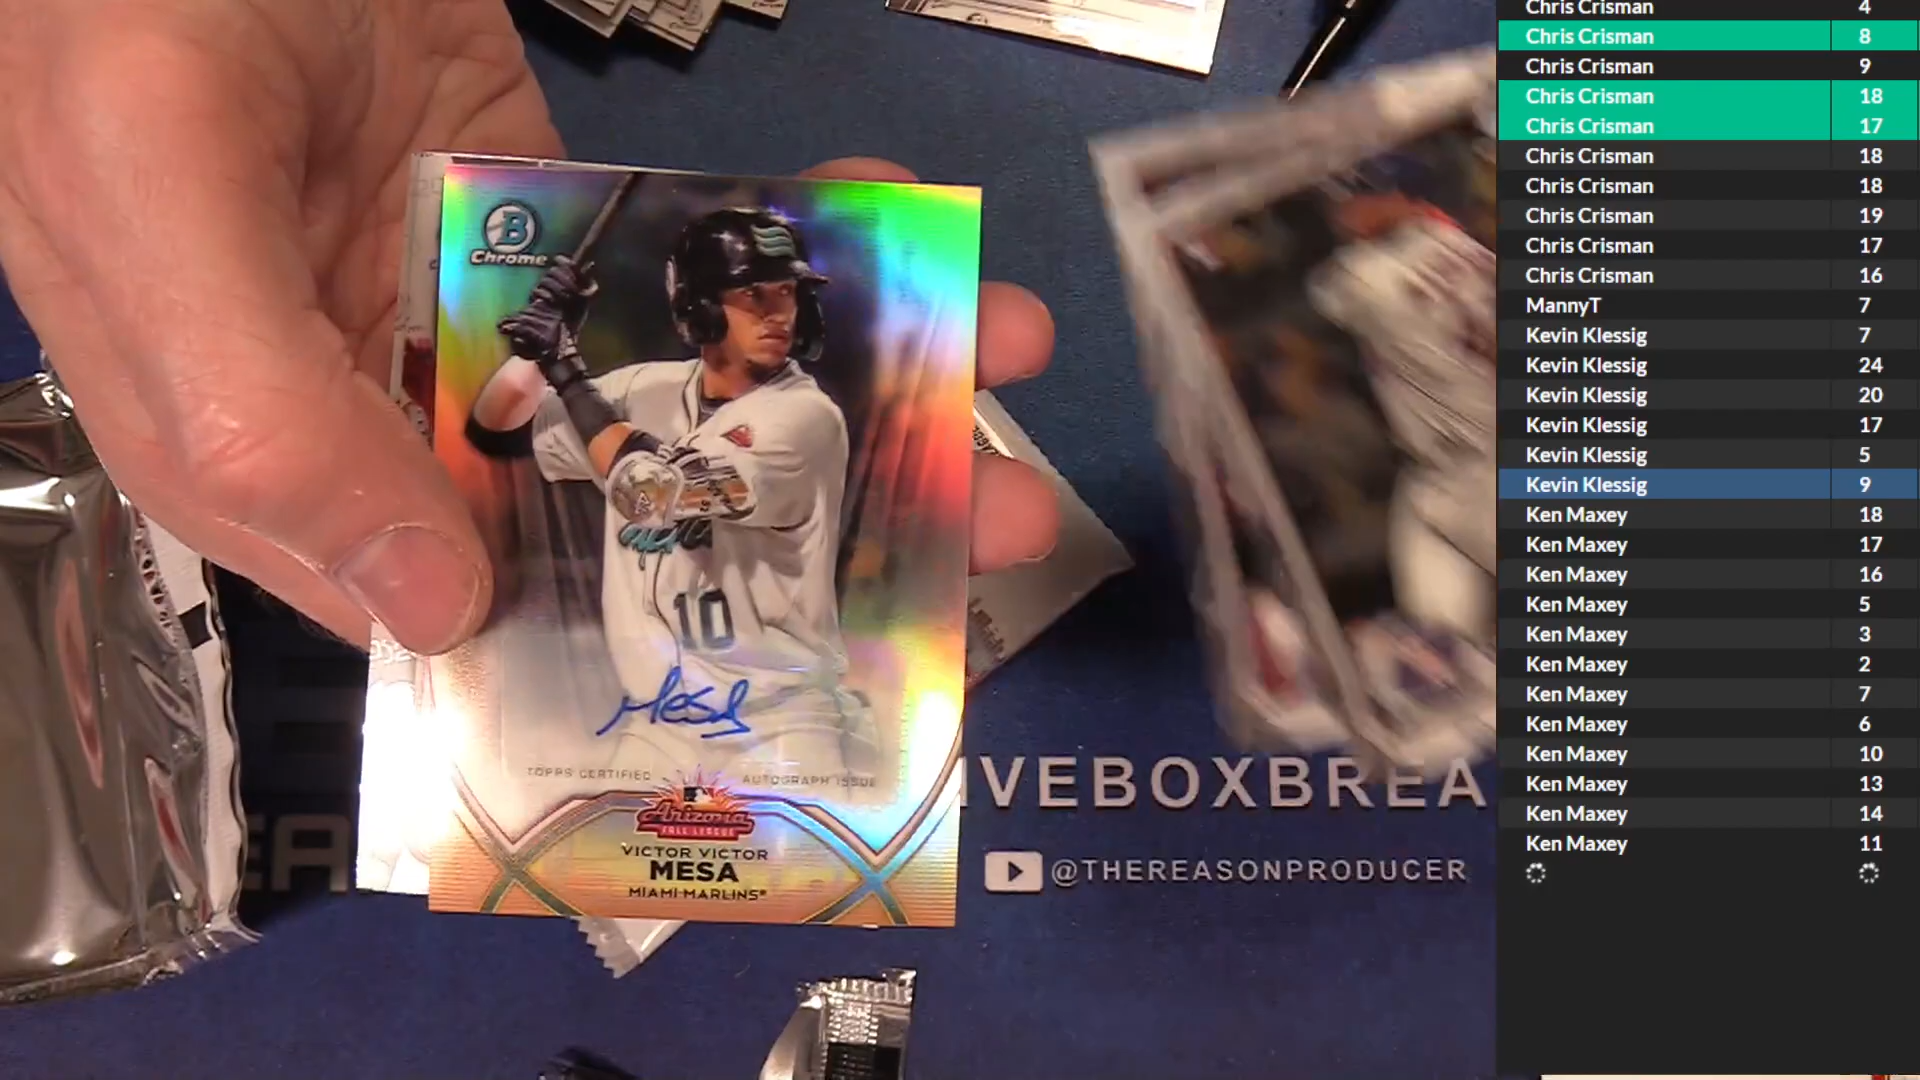 B
Chrome
10
Mesa
TOPPS CERTIFIED AUTOGRAPH ISSUE
Arizona
FALL LEAGUE
VICTOR VICTOR
MESA
MIAMI MARLINS®
IVEBOXBREA
@THEREASONPRODUCER
EA
Chris Crisman 4
Chris Crisman 8
Chris Crisman 9
Chris Crisman 18
Chris Crisman 17
Chris Crisman 18
Chris Crisman 18
Chris Crisman 19
Chris Crisman 17
Chris Crisman 16
MannyT 7
Kevin Klessig 7
Kevin Klessig 24
Kevin Klessig 20
Kevin Klessig 17
Kevin Klessig 5
Kevin Klessig 9
Ken Maxey 18
Ken Maxey 17
Ken Maxey 16
Ken Maxey 5
Ken Maxey 3
Ken Maxey 2
Ken Maxey 7
Ken Maxey 6
Ken Maxey 10
Ken Maxey 13
Ken Maxey 14
Ken Maxey 11